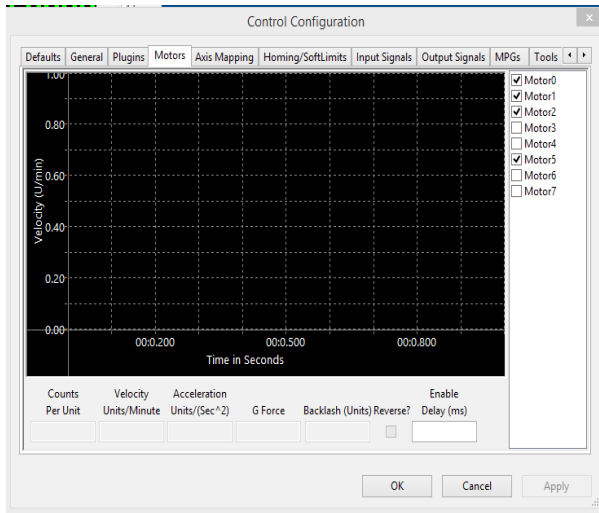 Control Configuration
Defaults General Plugins Motors Axis Mapping Homing/SoftLimits Input Signals Output Signals MPGs Tools
Motor0
Motor1
Motor2
Motor3
Motor4
Motor5
Motor6
Motor7
Velocity (U/min)
1.00
0.80
0.60
0.40
0.20
0.00
00:0.200 00:0.500 00:0.800
Time in Seconds
Counts Velocity Acceleration Enable
Per Unit Units/Minute Units/(Sec^2) G Force Backlash (Units) Reverse? Delay (ms)
OK Cancel Apply